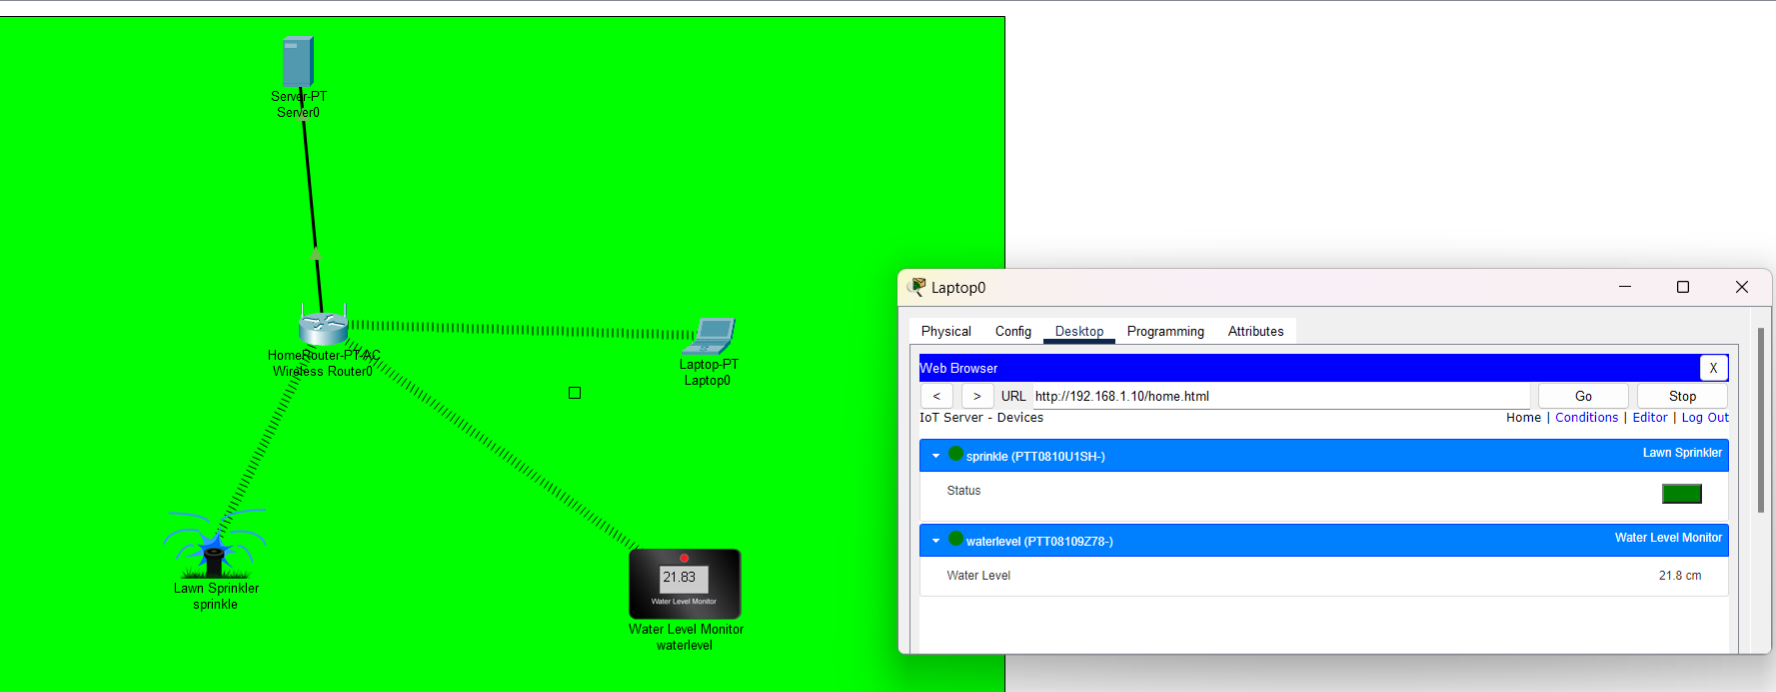 Server-PT
Server0
HomeRouter-PT-AC
Wireless Router0
Laptop-PT
Laptop0
Lawn Sprinkler
sprinkle
21.83
Water Level Monitor
Water Level Monitor
waterlevel
Laptop0
Physical Config Desktop Programming Attributes
Web Browser X
< > URL http://192.168.1.10/home.html Go Stop
IoT Server - Devices Home | Conditions | Editor | Log Out
sprinkle (PTT0810U1SH-) Lawn Sprinkler
Status
waterlevel (PTT08109Z78-) Water Level Monitor
Water Level 21.8 cm